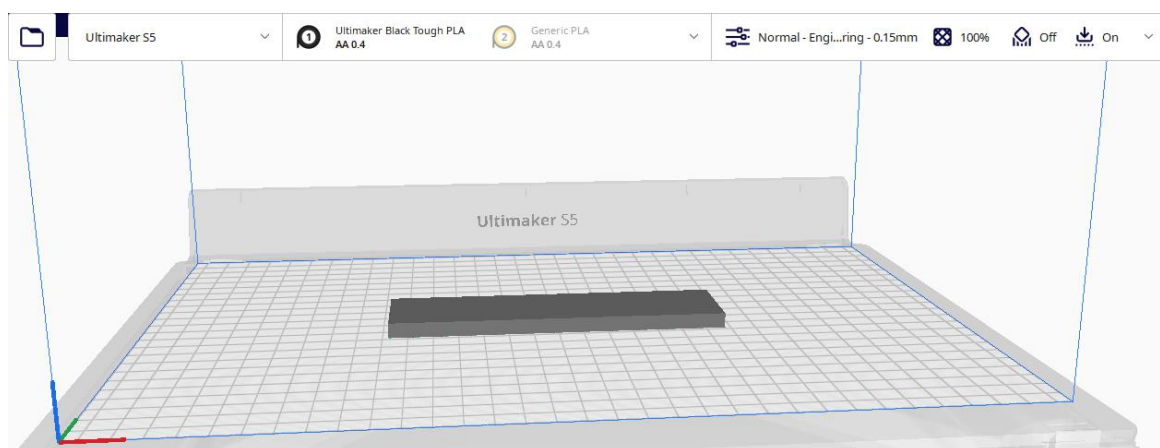 Ultimaker S5
1
Ultimaker Black Tough PLA
AA 0.4
2
Generic PLA
AA 0.4
Normal - Engi...ring - 0.15mm
100%
Off
On
Ultimaker S5